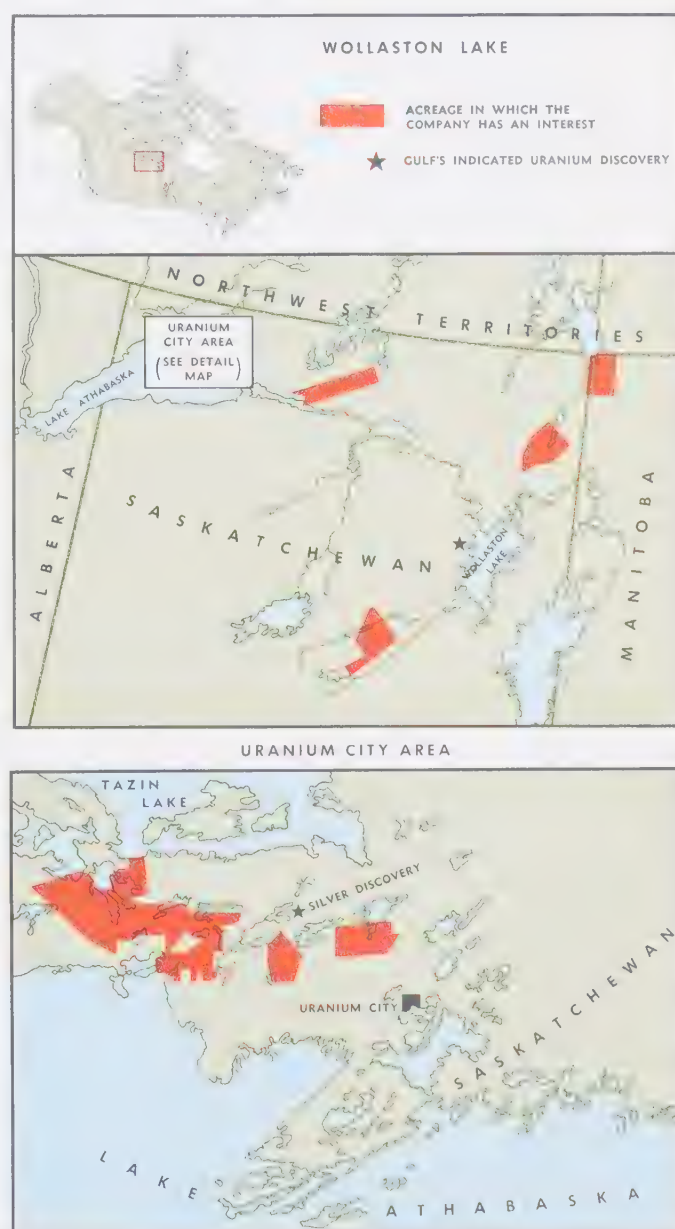 WOLLASTON LAKE
ACREAGE IN WHICH THE
COMPANY HAS AN INTEREST
GULF'S INDICATED URANIUM DISCOVERY
NORTHWEST TERRITORIES
URANIUM
CITY AREA
(SEE DETAIL)
MAP
LAKE ATHABASKA
ALBERTA
SASKATCHEWAN
WOLLASTON
LAKE
MANITOBA
URANIUM CITY AREA
TAZIN
LAKE
SILVER DISCOVERY
URANIUM CITY
SASKATCHEWAN
LAKE ATHABASKA